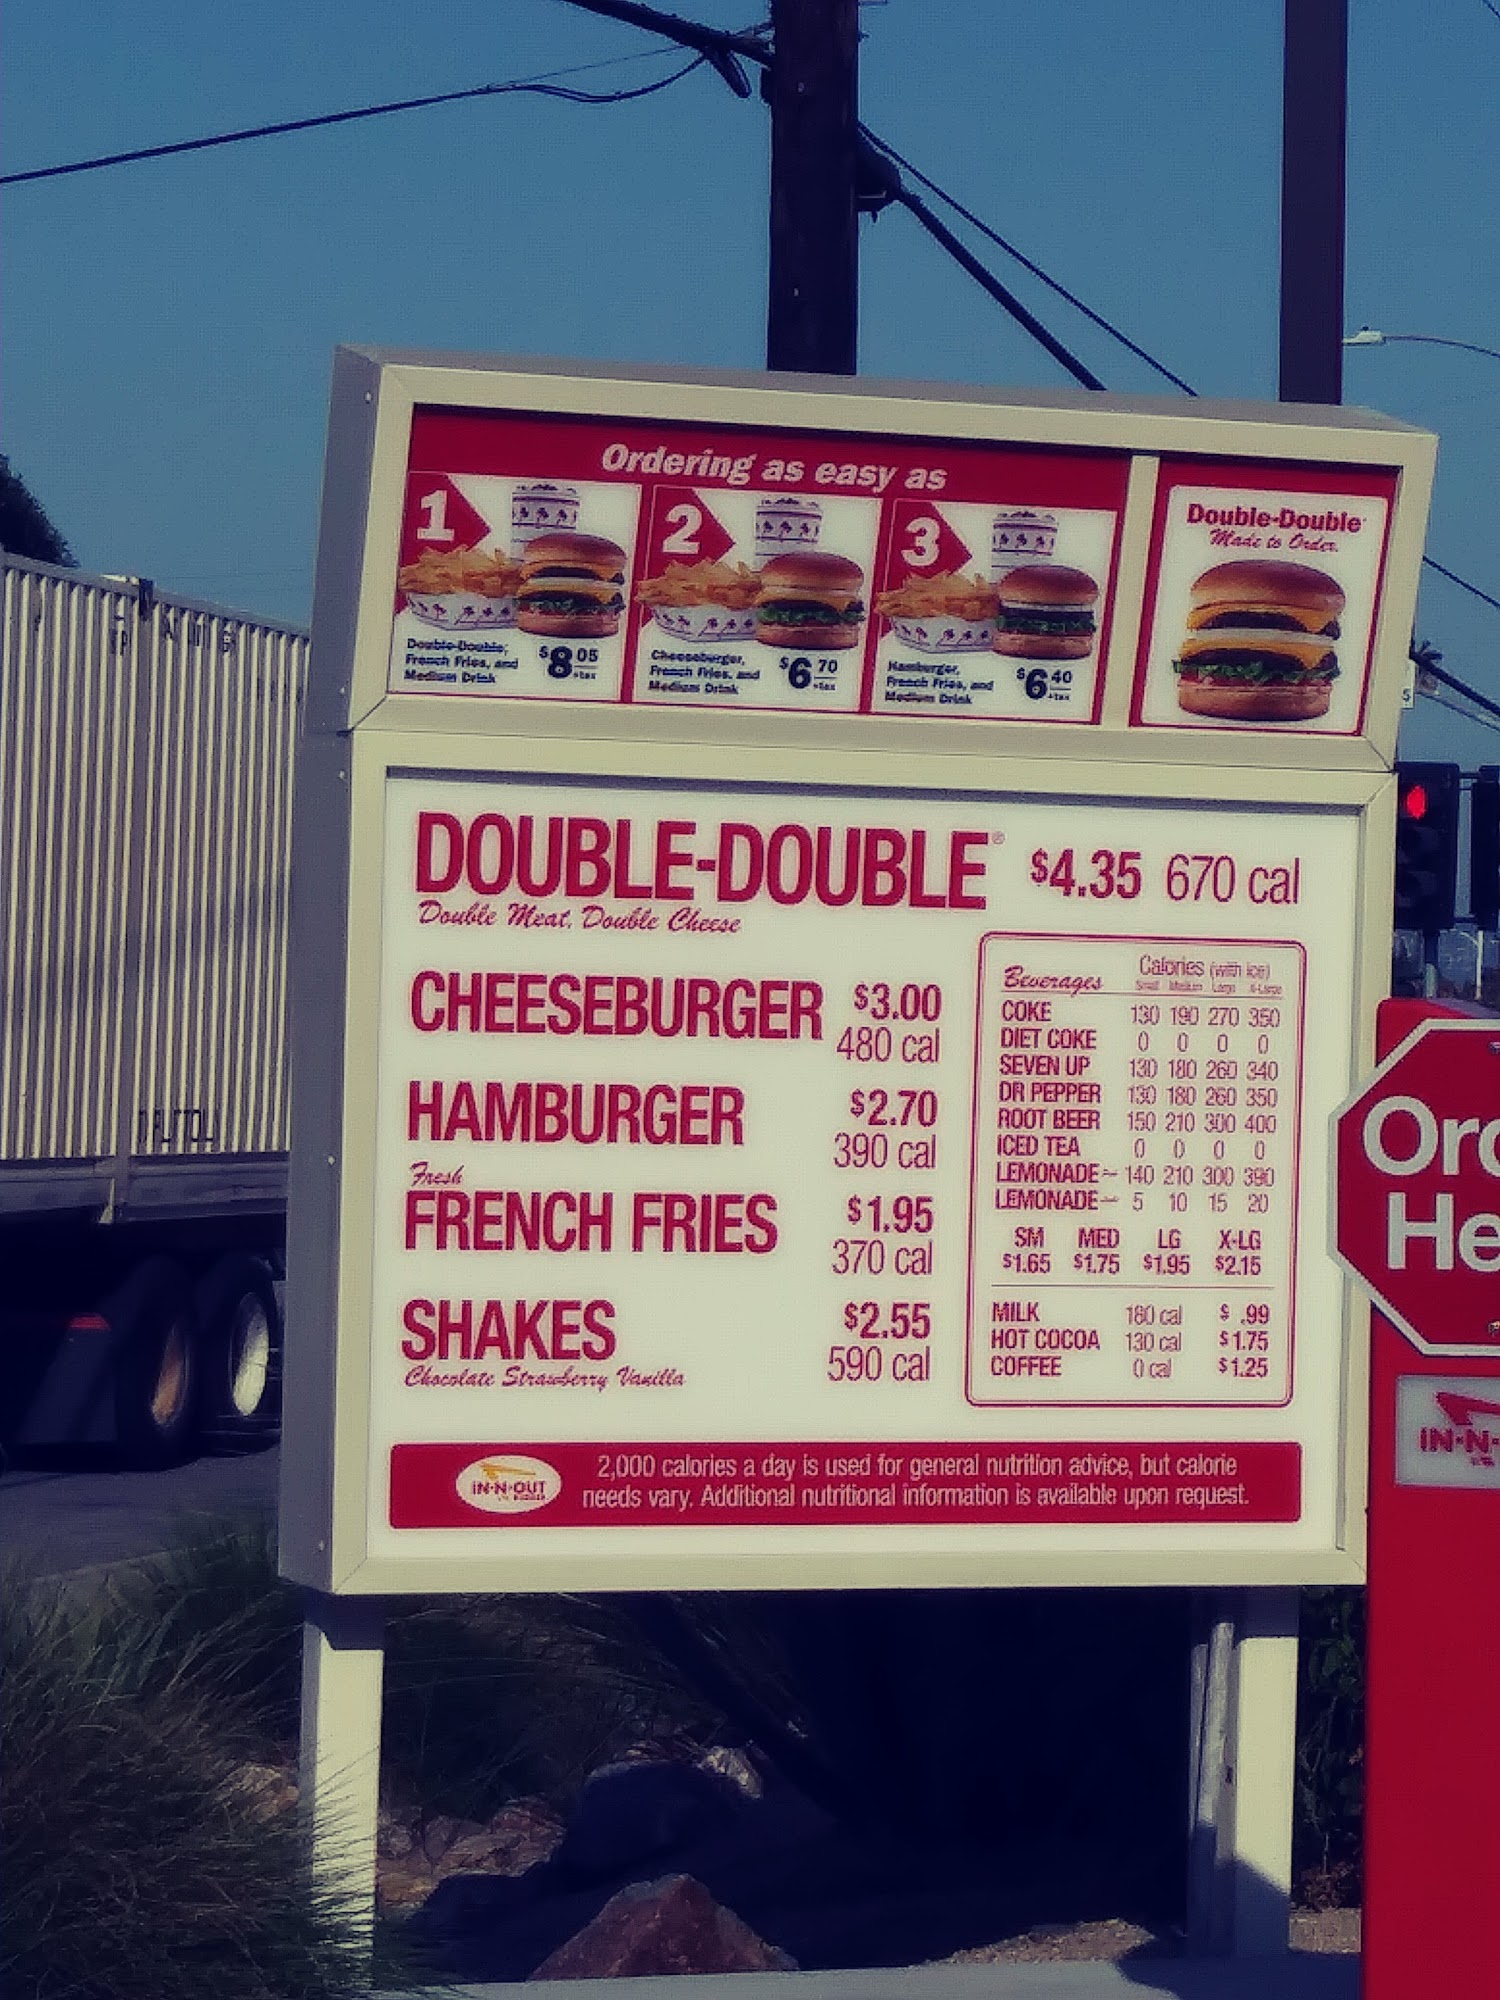 Ordering as easy as
1
Double-Double,
French Fries, and
Medium Drink
$8 05
+tax
2
Cheeseburger,
French Fries, and
Medium Drink
$6 70
+tax
3
Hamburger,
French Fries, and
Medium Drink
$6 40
+tax
Double-Double
Made to Order.
DOUBLE-DOUBLE® $4.35 670 cal
Double Meat. Double Cheese
CHEESEBURGER $3.00
480 cal
HAMBURGER $2.70
390 cal
Fresh
FRENCH FRIES $1.95
370 cal
SHAKES $2.55
Chocolate Strawberry Vanilla 590 cal
Beverages Calories (with ice)
Small Medium Large X-Large
COKE 130 190 270 350
DIET COKE 0 0 0 0
SEVEN UP 130 180 260 340
DR PEPPER 130 180 260 350
ROOT BEER 150 210 300 400
ICED TEA 0 0 0 0
LEMONADE 140 210 300 390
LEMONADE 5 10 15 20
SM MED LG X-LG
$1.65 $1.75 $1.95 $2.15
MILK 180 cal $ .99
HOT COCOA 130 cal $1.75
COFFEE 0 cal $1.25
IN-N-OUT
BURGER
2,000 calories a day is used for general nutrition advice, but calorie
needs vary. Additional nutritional information is available upon request.
Ord
He
IN-N-